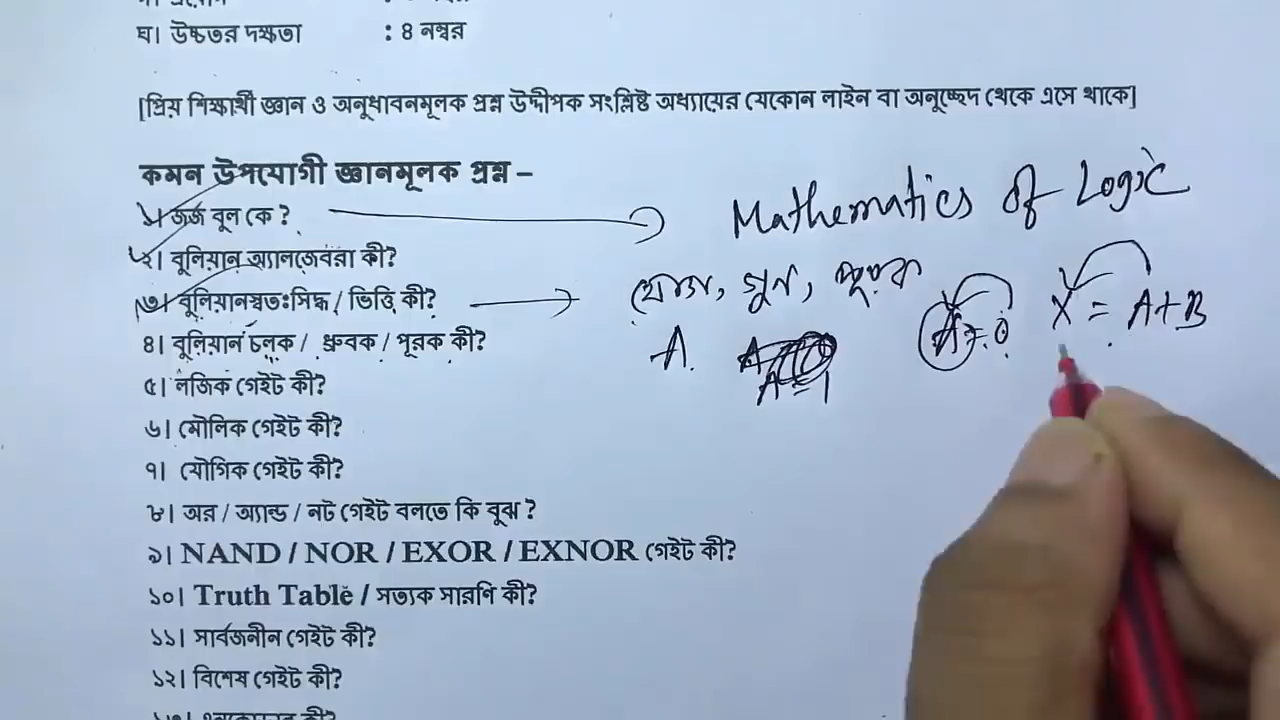 ঘ। উচ্চতর দক্ষতা : ৪ নম্বর
[প্রিয় শিক্ষার্থী জ্ঞান ও অনুধাবনমূলক প্রশ্ন উদ্দীপক সংশ্লিষ্ট অধ্যায়ের যেকোন লাইন বা অনুচ্ছেদ থেকে এসে থাকে]
কমন উপযোগী জ্ঞানমূলক প্রশ্ন –
১। জর্জ বুল কে ? Mathematics of Logic
২। বুলিয়ান অ্যালজেবরা কী?
৩। বুলিয়ানস্বতঃসিদ্ধ / ভিত্তি কী? যোগ, গুন, পূরক
A=0 X = A+B
৪। বুলিয়ান চলক / ধ্রুবক / পূরক কী? A. A=1
৫। লজিক গেইট কী?
৬। মৌলিক গেইট কী?
৭। যৌগিক গেইট কী?
৮। অর / অ্যান্ড / নট গেইট বলতে কি বুঝ ?
৯। NAND / NOR / EXOR / EXNOR গেইট কী?
১০। Truth Table / সত্যক সারণি কী?
১১। সার্বজনীন গেইট কী?
১২। বিশেষ গেইট কী?